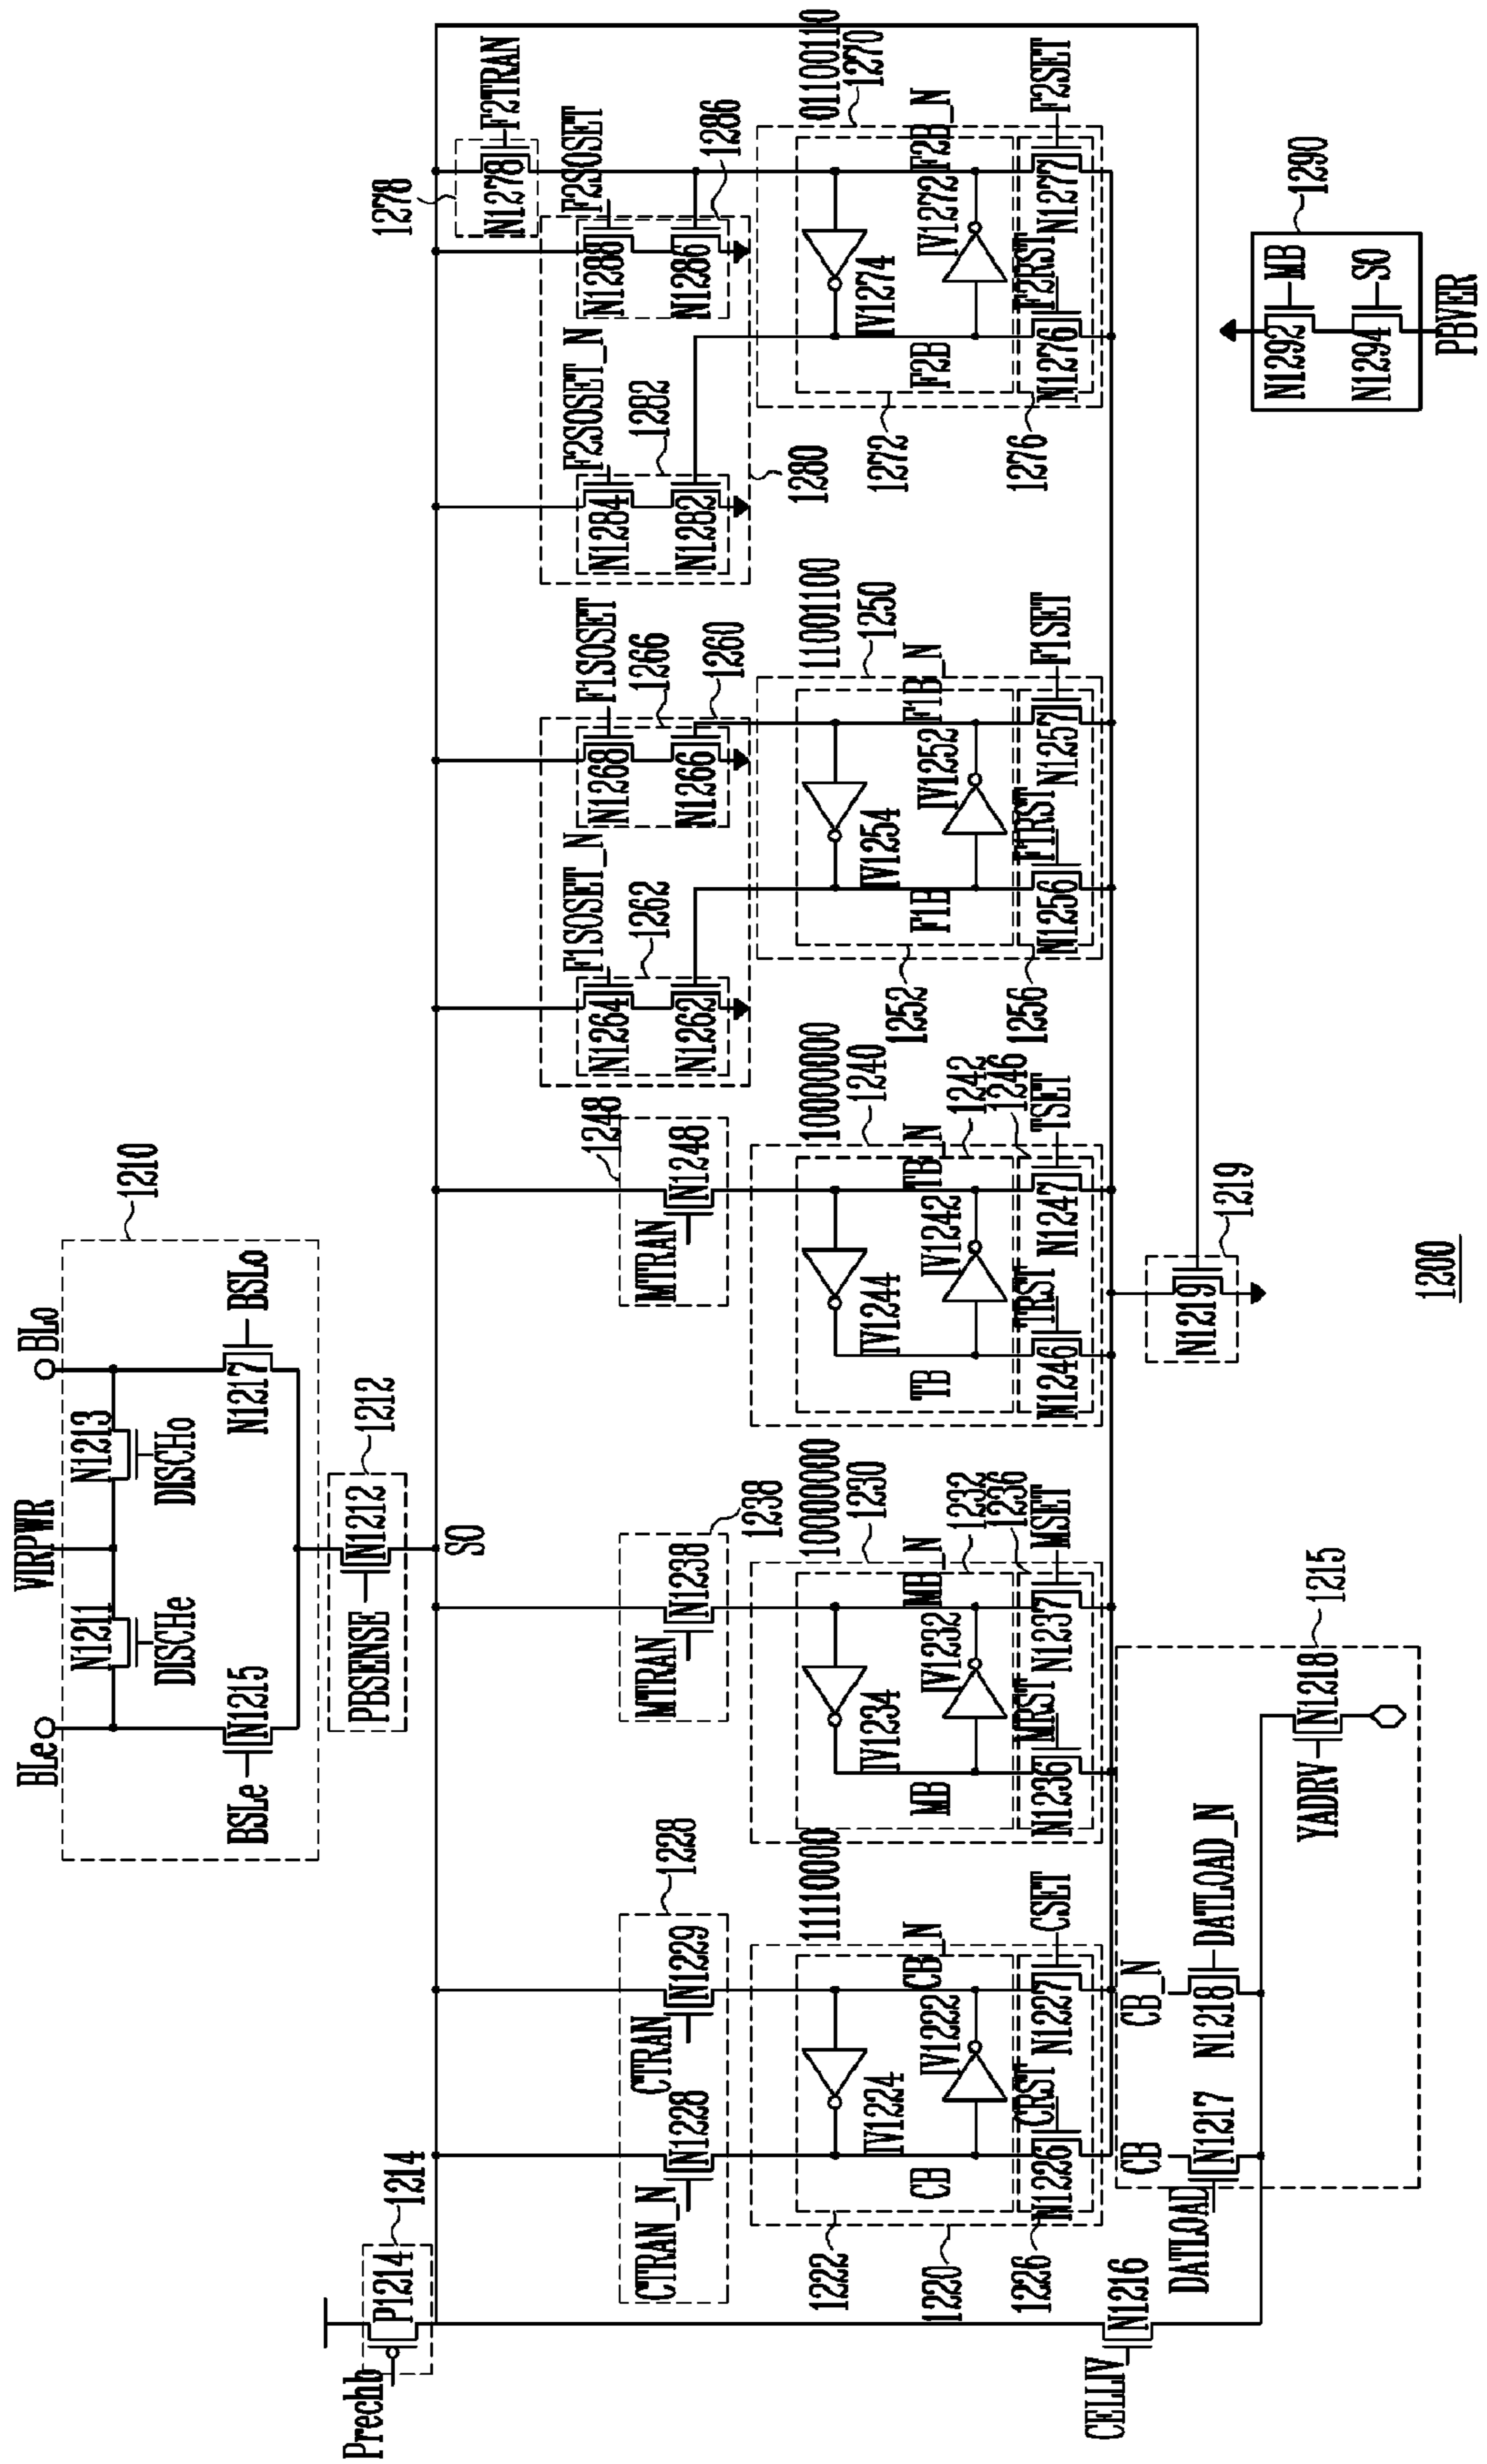 1200
BLe
VIRPWR
BLo
1210
N1211
N1213
DISCHe
DISCHo
BSLe
N1215
N1217
BSLo
PBSENSE
N1212
1212
SO
Prechb
P1214
1214
CTRAN_N
N1228
CTRAN
N1229
1228
MTRAN
N1238
1238
MTRAN
N1248
1248
F1SOSET_N
F1SOSET
N1264
1262
N1268
1266
N1262
N1266
1260
F2SOSET_N
F2SOSET
N1284
1282
N1288
N1282
N1286
1286
1280
1278
N1278
F2TRAN
11110000
10000000
10000000
11001100
01100110
1222
1220
1226
IV1224
CB
IV1222
CB_N
CRST
CSET
N1226
N1227
1230
1232
1236
IV1234
MB
IV1232
MB_N
MRST
MSET
N1236
N1237
1240
1242
1246
IV1244
TB
IV1242
TB_N
TRST
TSET
N1246
N1247
1250
1252
1256
IV1254
F1B
IV1252
F1B_N
F1RST
F1SET
N1256
N1257
1270
1272
1276
IV1274
F2B
IV1272
F2B_N
F2RST
F2SET
N1276
N1277
CELLIV
N1216
CB
CB_N
DATLOAD
N1217
N1218
DATLOAD_N
YADRV
N1218
1215
N1219
1219
1290
N1292
MB
N1294
SO
PBVER